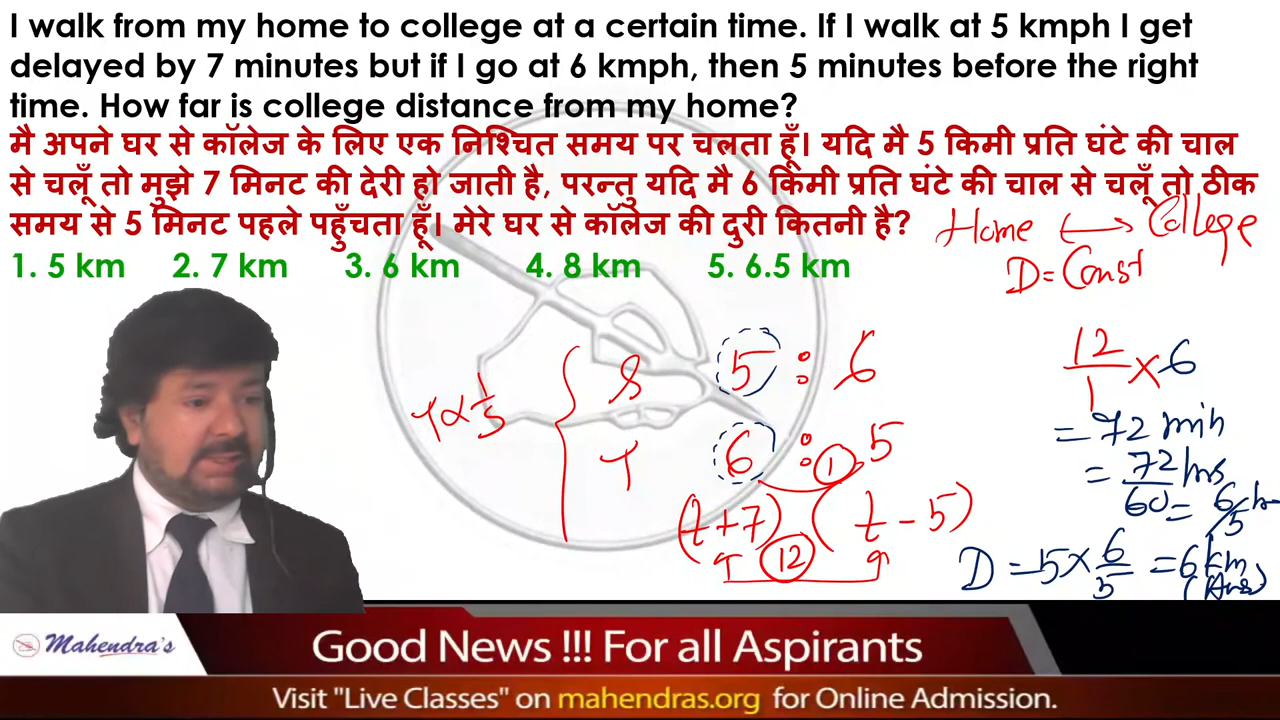 I walk from my home to college at a certain time. If I walk at 5 kmph I get
delayed by 7 minutes but if I go at 6 kmph, then 5 minutes before the right
time. How far is college distance from my home?
मै अपने घर से कॉलेज के लिए एक निश्चित समय पर चलता हूँ। यदि मै 5 किमी प्रति घंटे की चाल
से चलूँ तो मुझे 7 मिनट की देरी हो जाती है, परन्तु यदि मै 6 किमी प्रति घंटे की चाल से चलूँ तो ठीक
समय से 5 मिनट पहले पहुँचता हूँ। मेरे घर से कॉलेज की दुरी कितनी है?
Home ⟷ College
1. 5 km 2. 7 km 3. 6 km 4. 8 km 5. 6.5 km
D = Const
T ∝ 1/S
S 5 : 6
T 6 : 5
1
(t+7) (t-5)
12
12/1 × 6
= 72 min
= 72/60 hrs
= 6/5 hr
D = 5 × 6/5 = 6 km
(Ans)
Mahendra's
Good News !!! For all Aspirants
Visit "Live Classes" on mahendras.org for Online Admission.